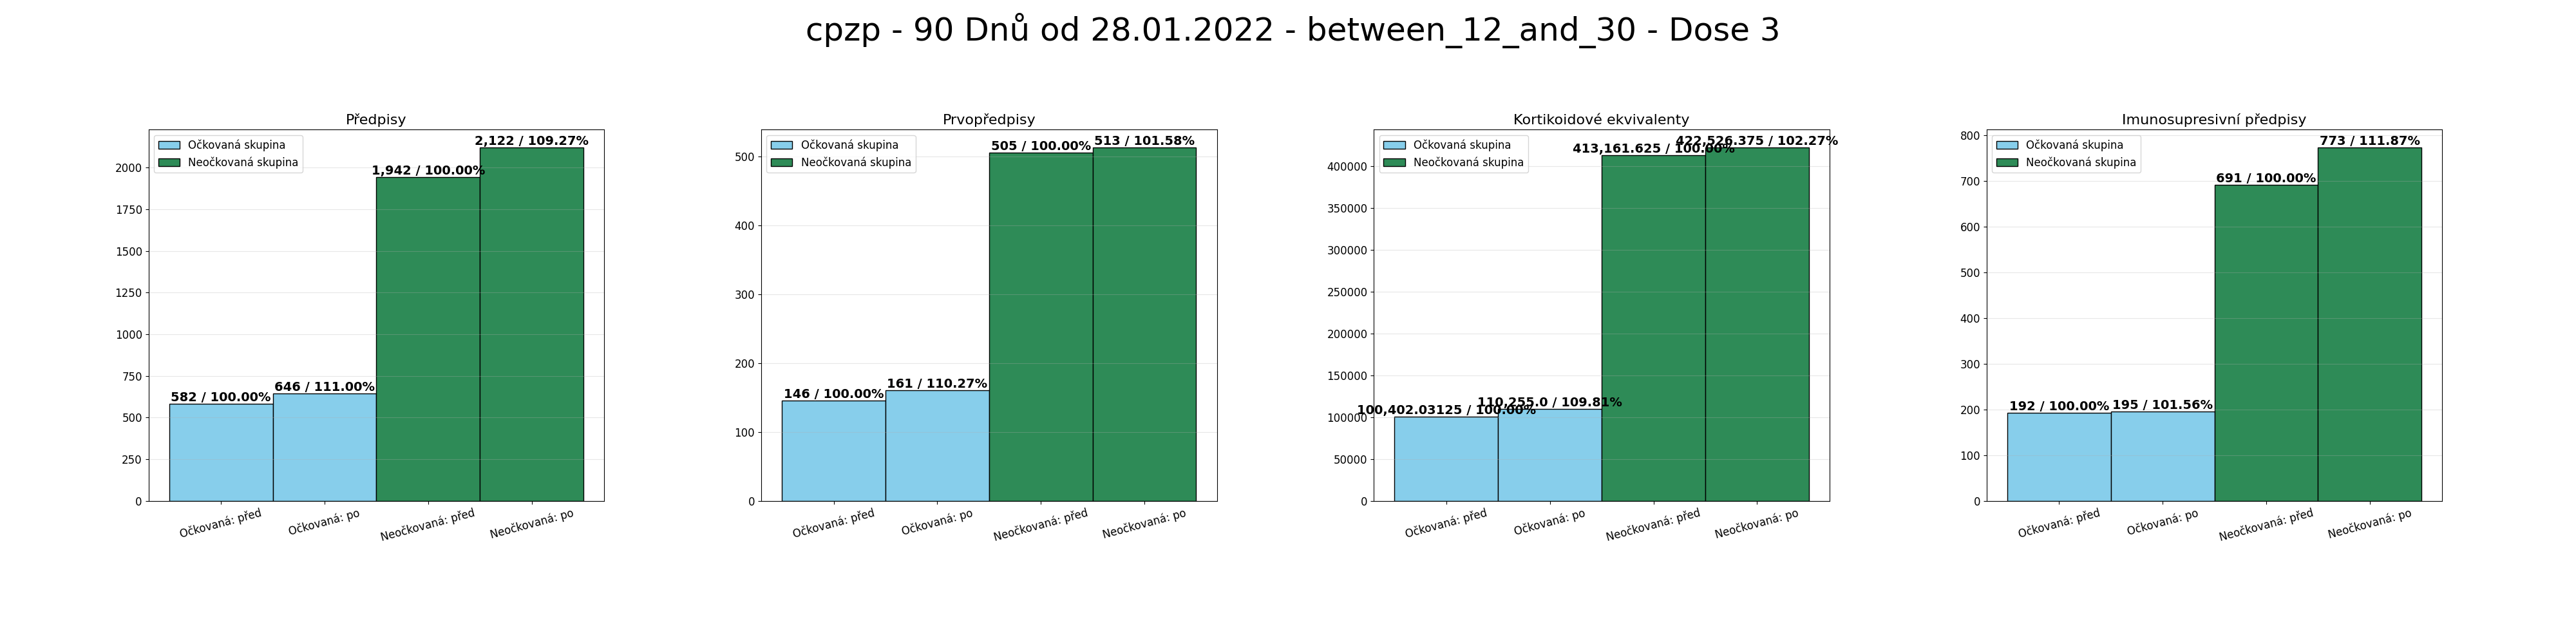 cpzp - 90 Dnů od 28.01.2022 - between_12_and_30 - Dose 3
Předpisy
Očkovaná skupina
Neočkovaná skupina
2,122 / 109.27%
1,942 / 100.00%
646 / 111.00%
582 / 100.00%
2000
1750
1500
1250
1000
750
500
250
0
Očkovaná: před
Očkovaná: po
Neočkovaná: před
Neočkovaná: po
Prvopředpisy
Očkovaná skupina
Neočkovaná skupina
505 / 100.00%
513 / 101.58%
146 / 100.00%
161 / 110.27%
500
400
300
200
100
0
Očkovaná: před
Očkovaná: po
Neočkovaná: před
Neočkovaná: po
Kortikoidové ekvivalenty
Očkovaná skupina
Neočkovaná skupina
422,526.375 / 102.27%
413,161.625 / 100.00%
110,255.0 / 109.81%
100,402.03125 / 100.00%
400000
350000
300000
250000
200000
150000
100000
50000
0
Očkovaná: před
Očkovaná: po
Neočkovaná: před
Neočkovaná: po
Imunosupresivní předpisy
Očkovaná skupina
Neočkovaná skupina
773 / 111.87%
691 / 100.00%
192 / 100.00%
195 / 101.56%
800
700
600
500
400
300
200
100
0
Očkovaná: před
Očkovaná: po
Neočkovaná: před
Neočkovaná: po